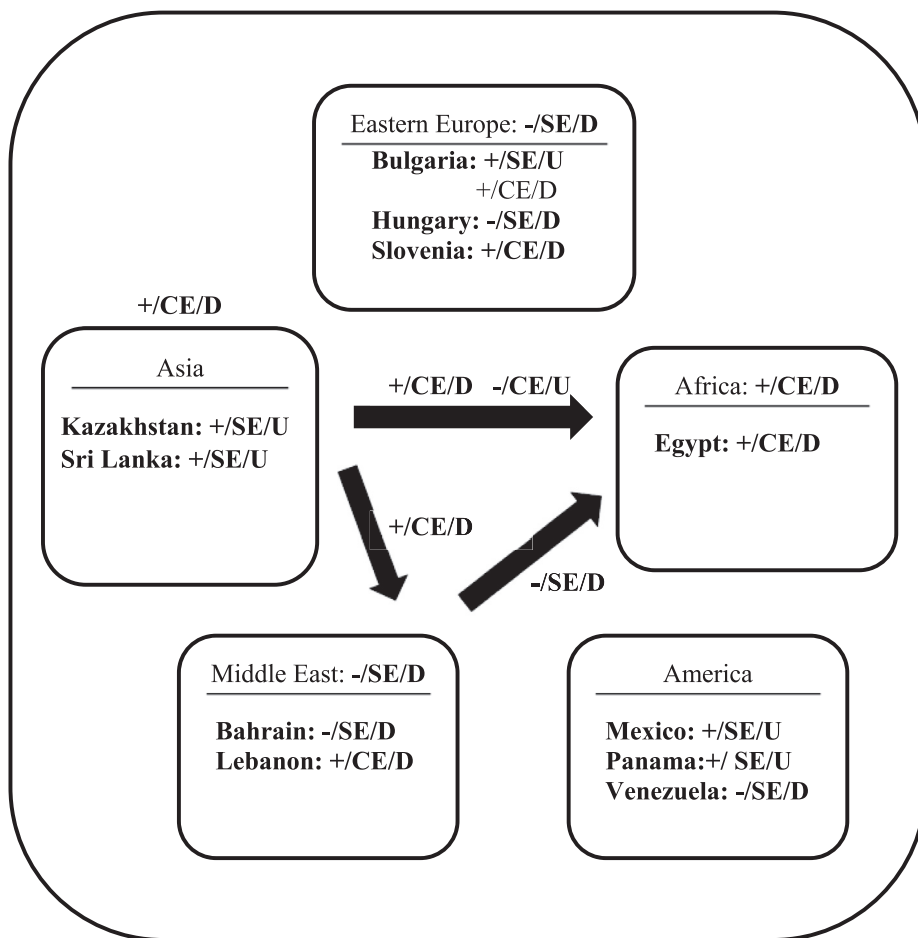 Eastern Europe: -/SE/D
Bulgaria: +/SE/U
+/CE/D
Hungary: -/SE/D
Slovenia: +/CE/D
+/CE/D
Asia
Kazakhstan: +/SE/U
Sri Lanka: +/SE/U
+/CE/D -/CE/U
Africa: +/CE/D
Egypt: +/CE/D
+/CE/D
-/SE/D
Middle East: -/SE/D
Bahrain: -/SE/D
Lebanon: +/CE/D
America
Mexico: +/SE/U
Panama:+/ SE/U
Venezuela: -/SE/D